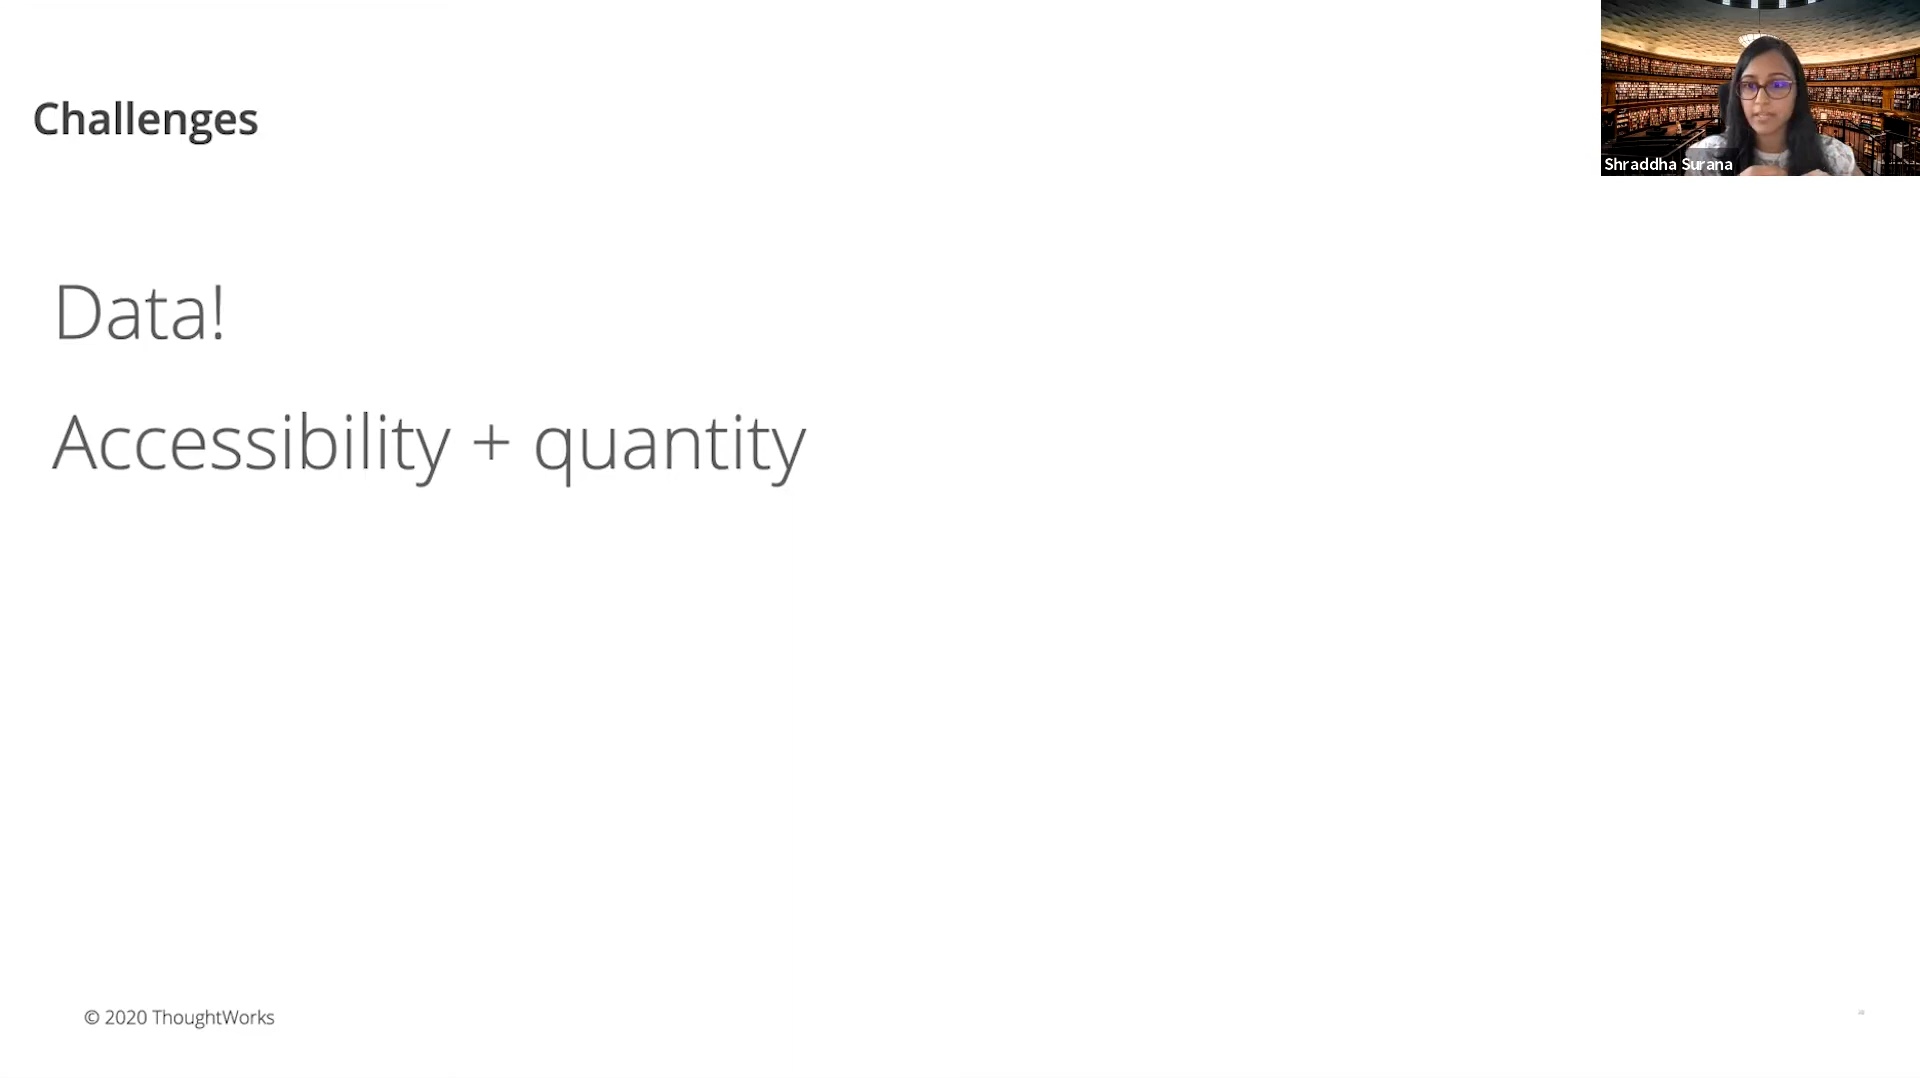 Challenges
Shraddha Surana
Data!
Accessibility + quantity
© 2020 ThoughtWorks